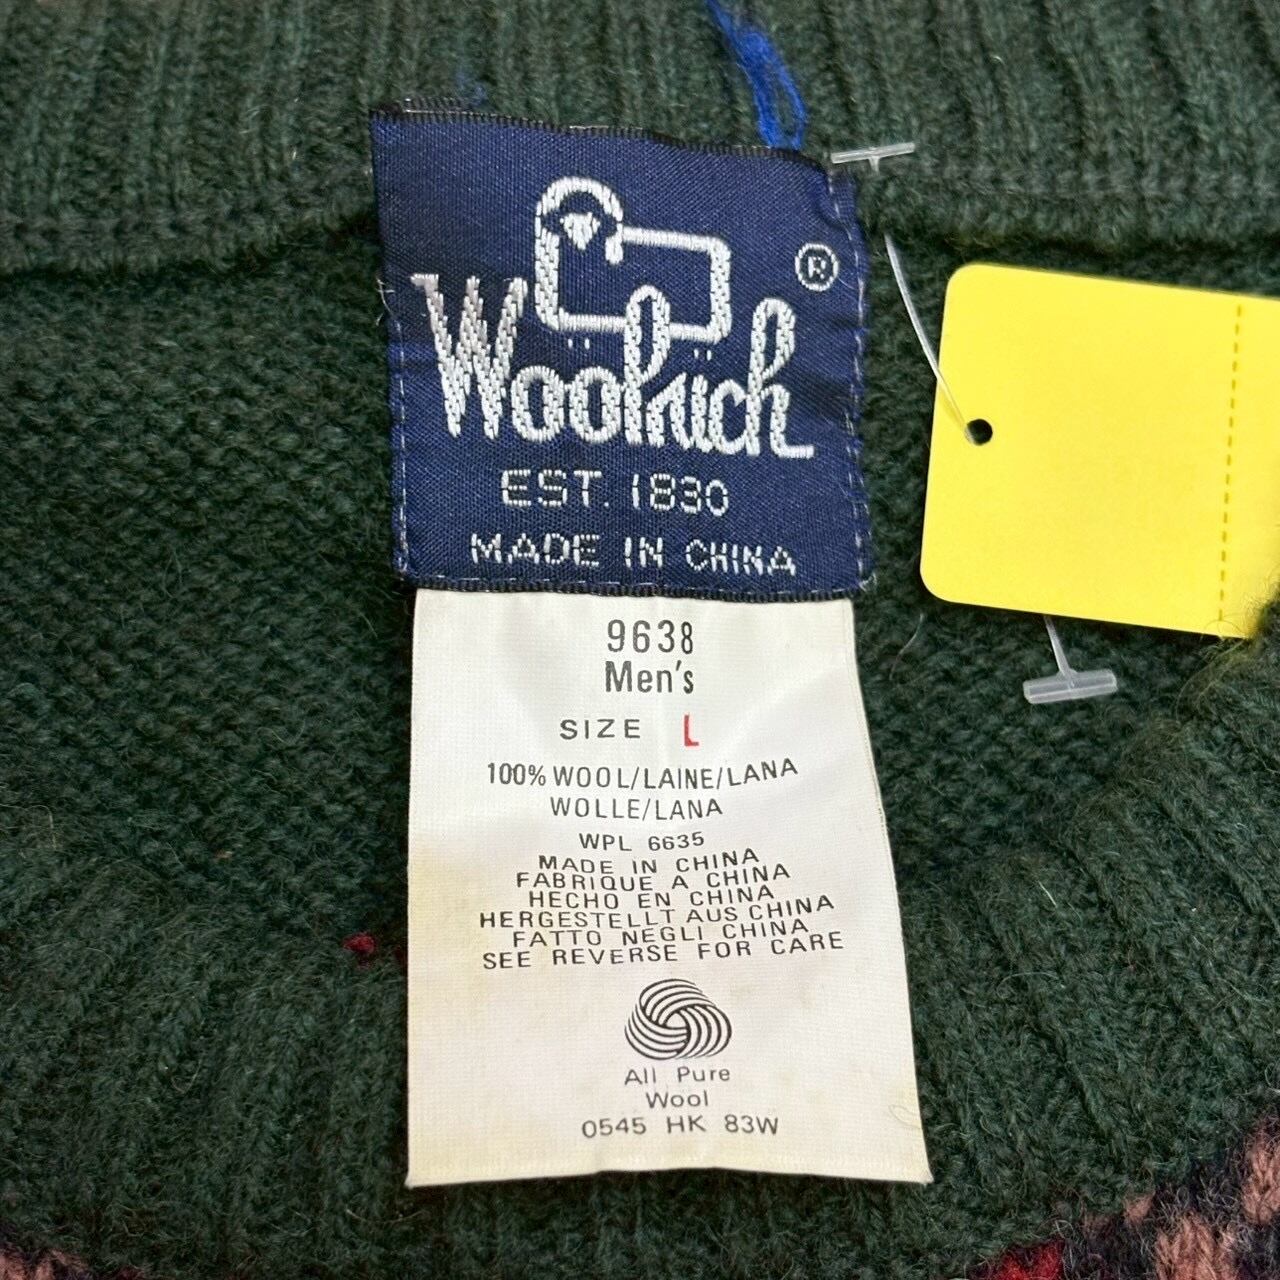 Woolrich ®
EST. 1830
MADE IN CHINA
9638
Men's
SIZE L
100% WOOL/LAINE/LANA
WOLLE/LANA
WPL 6635
MADE IN CHINA
FABRIQUE A CHINA
HECHO EN CHINA
HERGESTELLT AUS CHINA
FATTO NEGLI CHINA
SEE REVERSE FOR CARE
All Pure
Wool
0545 HK 83W